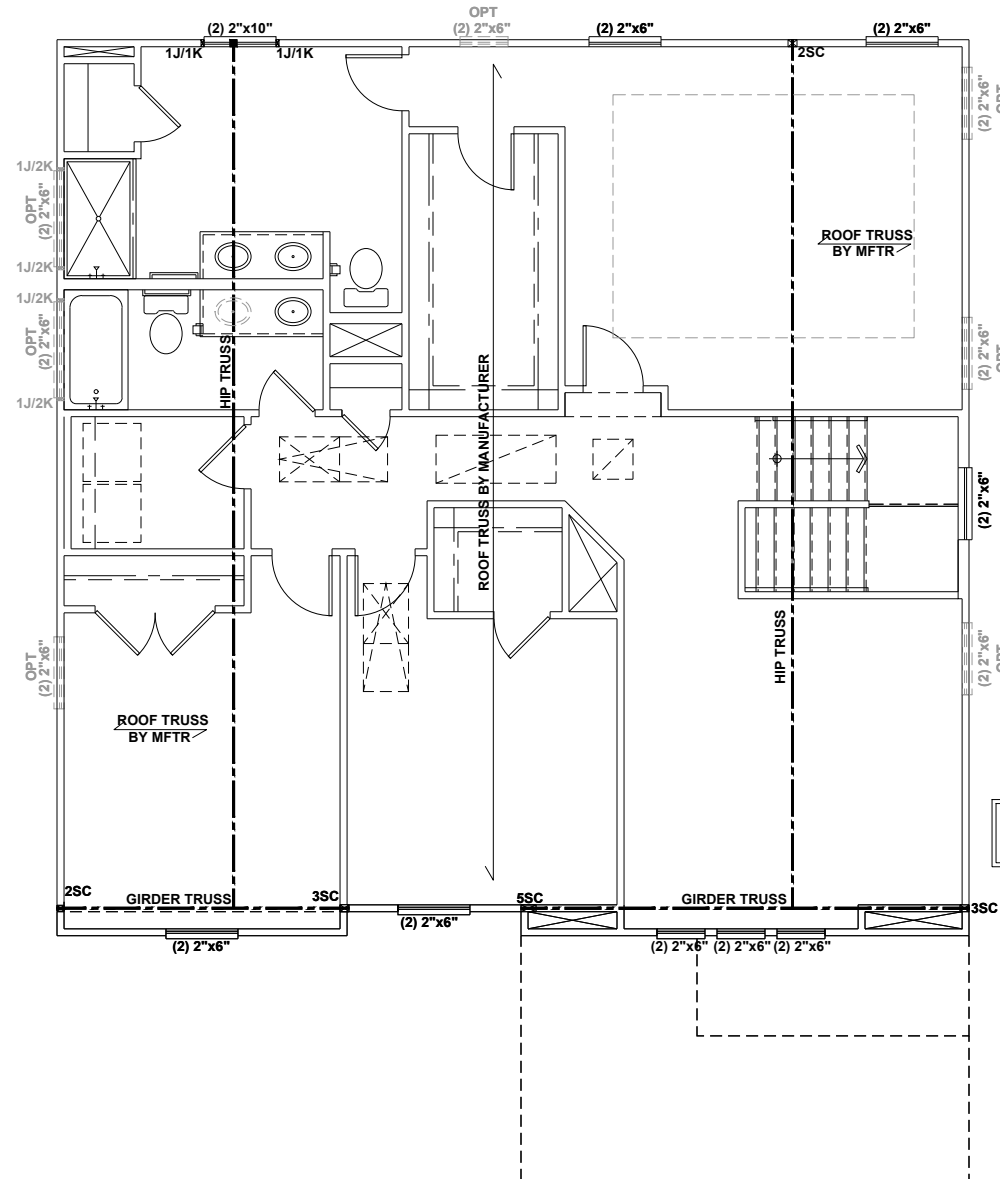 OPT
(2) 2"x10"
(2) 2"x6"
(2) 2"x6"
(2) 2"x6"
1J/1K
1J/1K
2SC
(2) 2"x6"
OPT
1J/2K
OPT
(2) 2"x6"
1J/2K
ROOF TRUSS
BY MFTR
1J/2K
OPT
(2) 2"x6"
1J/2K
HIP TRUSS
ROOF TRUSS BY MANUFACTURER
(2) 2"x6"
OPT
(2) 2"x6"
OPT
(2) 2"x6"
HIP TRUSS
(2) 2"x6"
OPT
ROOF TRUSS
BY MFTR
2SC
GIRDER TRUSS
3SC
5SC
GIRDER TRUSS
3SC
(2) 2"x6"
(2) 2"x6"
(2) 2"x6"
(2) 2"x6"
(2) 2"x6"